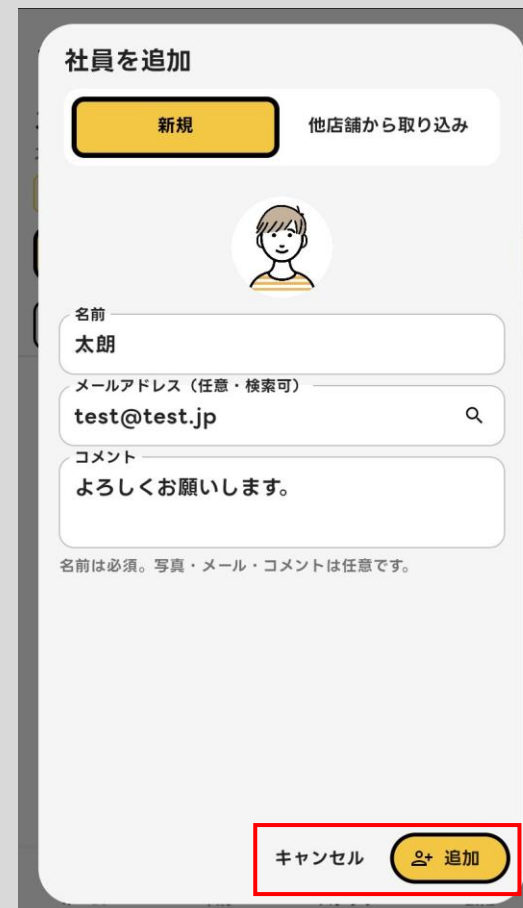 社員を追加
新規 他店舗から取り込み
名前
太朗
メールアドレス（任意・検索可）
test@test.jp
コメント
よろしくお願いします。
名前は必須。写真・メール・コメントは任意です。
キャンセル 追加